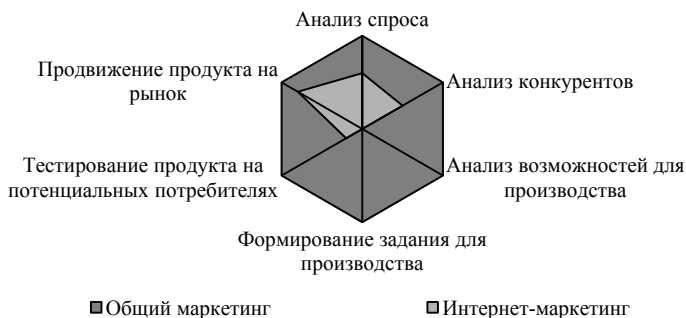 Анализ спроса
Продвижение продукта на
рынок
Анализ конкурентов
Тестирование продукта на
потенциальных потребителях
Анализ возможностей для
производства
Формирование задания для
производства
Общий маркетинг
Интернет-маркетинг